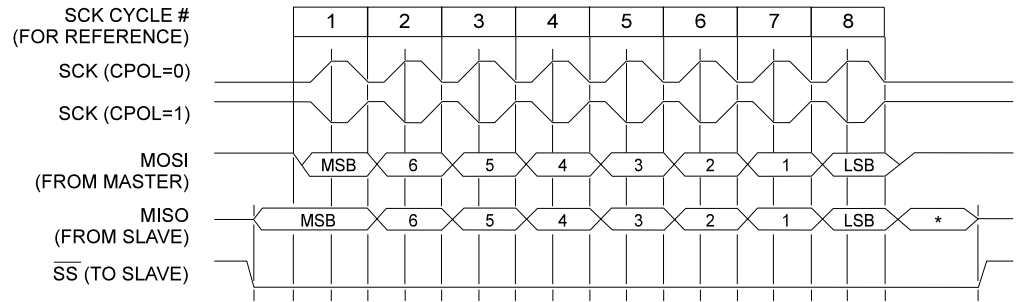 SCK CYCLE #
(FOR REFERENCE)
1 2 3 4 5 6 7 8
SCK (CPOL=0)
SCK (CPOL=1)
MOSI
(FROM MASTER)
MSB 6 5 4 3 2 1 LSB
MISO
(FROM SLAVE)
MSB 6 5 4 3 2 1 LSB *
SS (TO SLAVE)